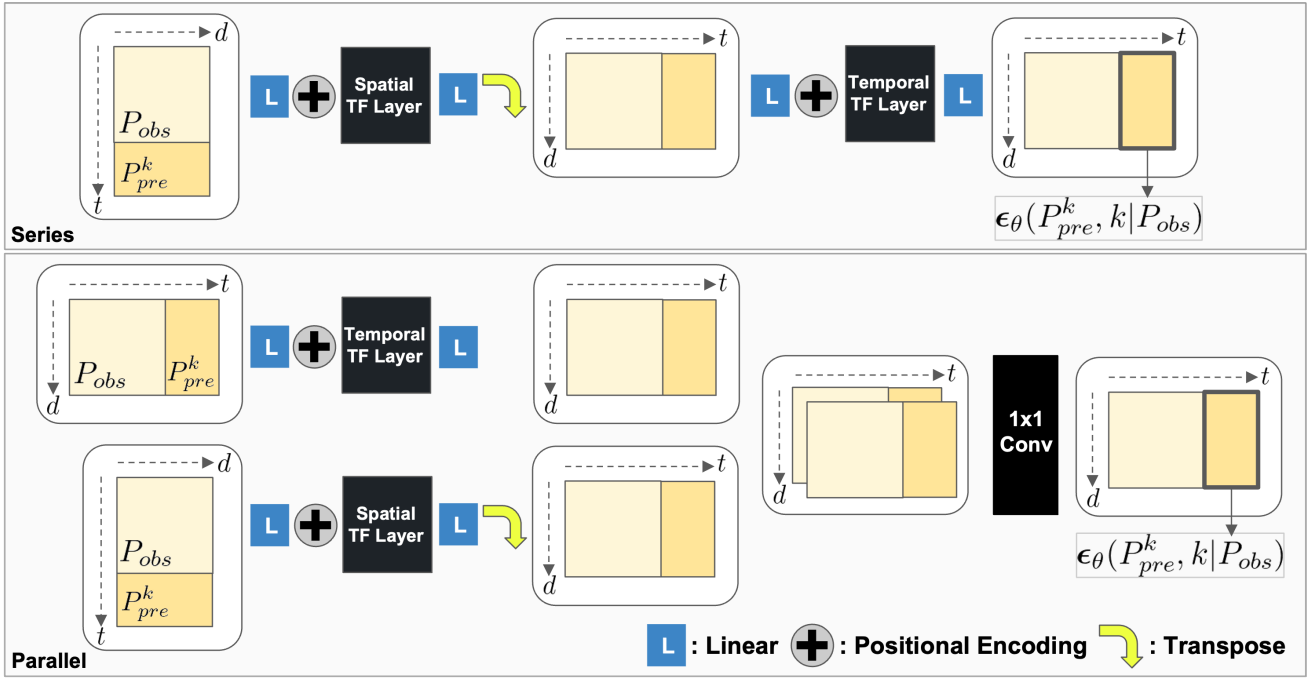 d
P_obs
P^k_pre
t
L
+
Spatial
TF Layer
L
t
d
L
+
Temporal
TF Layer
L
t
d
ϵ_θ(P^k_pre, k|P_obs)
Series
t
P_obs
P^k_pre
d
L
+
Temporal
TF Layer
L
t
d
d
P_obs
P^k_pre
t
L
+
Spatial
TF Layer
L
t
d
t
d
1x1
Conv
t
d
ϵ_θ(P^k_pre, k|P_obs)
L : Linear + : Positional Encoding : Transpose
Parallel